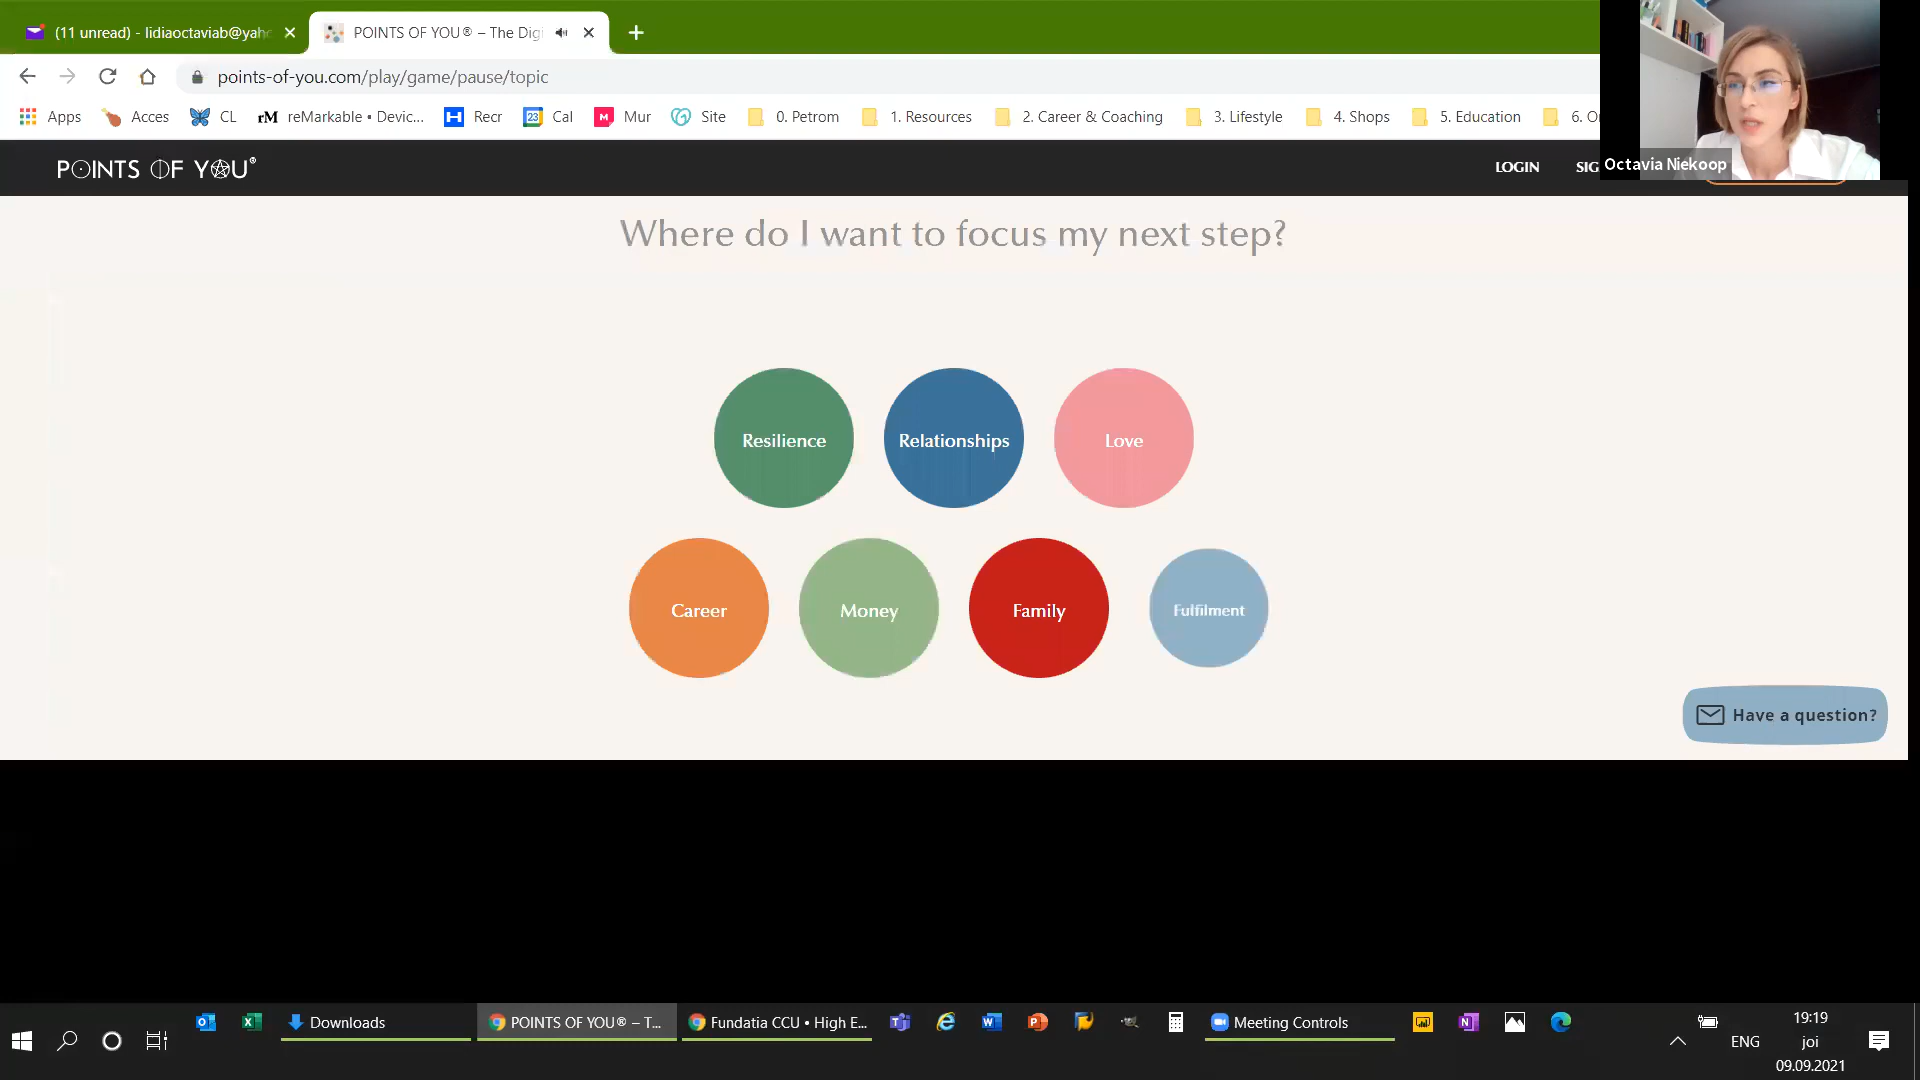 (11 unread) - lidiaoctaviab@yah
POINTS OF YOU® – The Digi
points-of-you.com/play/game/pause/topic
Apps Acces CL rM reMarkable • Devic... Recr 23 Cal M Mur Site 0. Petrom 1. Resources 2. Career & Coaching 3. Lifestyle 4. Shops 5. Education 6. O
POINTS OF YOU®
LOGIN SIG
Octavia Niekoop
Where do I want to focus my next step?
Resilience Relationships Love
Career Money Family Fulfilment
Have a question?
Downloads POINTS OF YOU® – T... Fundatia CCU • High E... Meeting Controls
19:19
ENG joi
09.09.2021